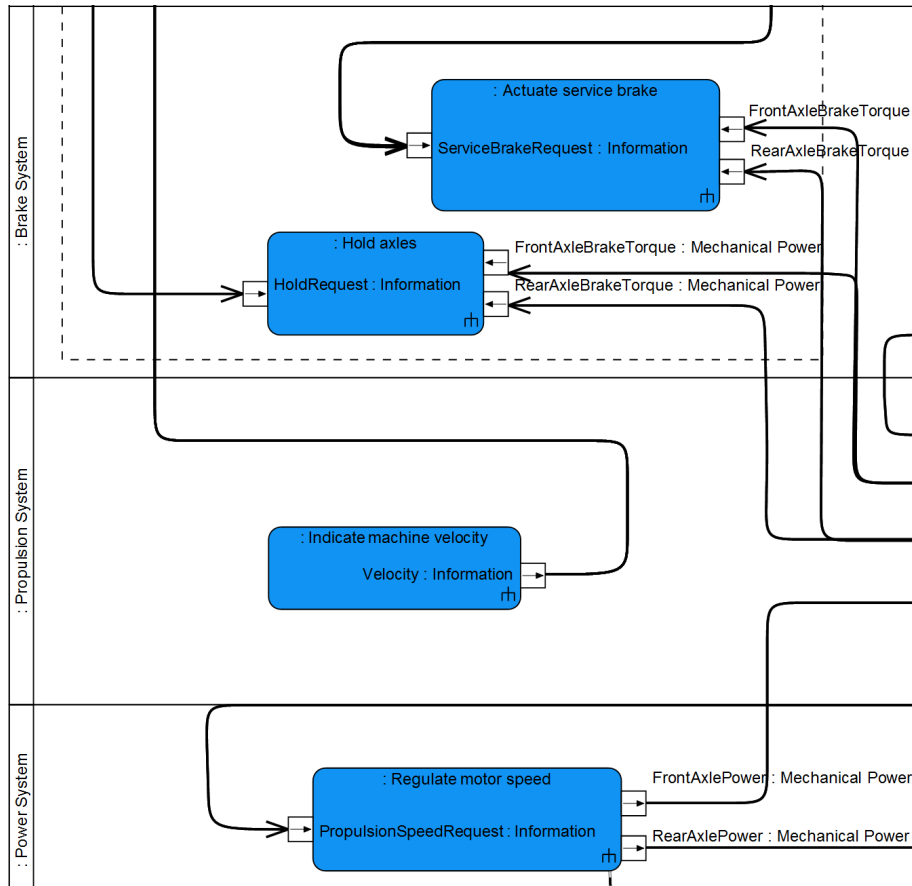 : Brake System
: Actuate service brake
FrontAxleBrakeTorque
ServiceBrakeRequest : Information
RearAxleBrakeTorque
: Hold axles
FrontAxleBrakeTorque : Mechanical Power
HoldRequest : Information
RearAxleBrakeTorque : Mechanical Power
: Propulsion System
: Indicate machine velocity
Velocity : Information
: Power System
: Regulate motor speed
FrontAxlePower : Mechanical Power
PropulsionSpeedRequest : Information
RearAxlePower : Mechanical Power